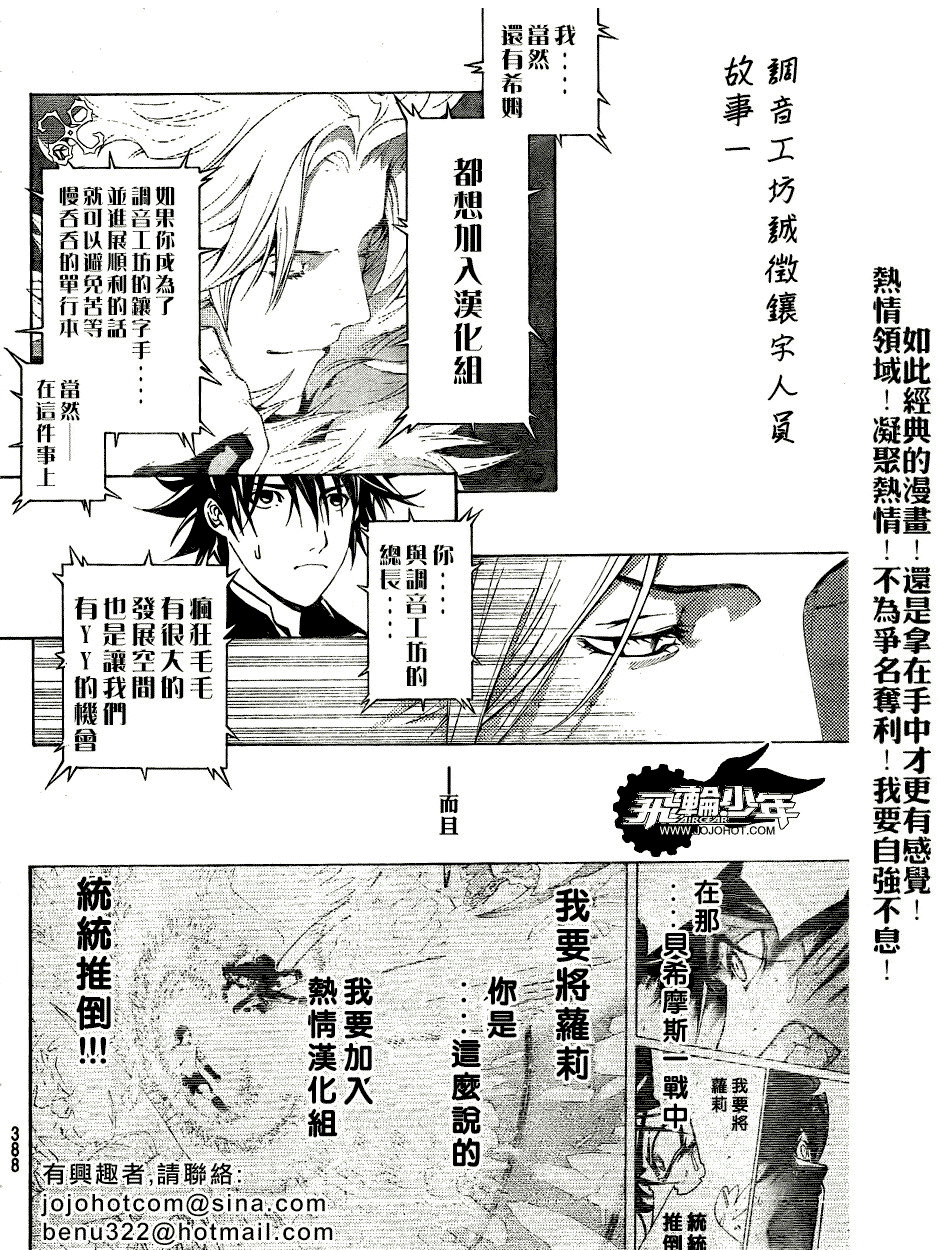 如此經典的漫畫！還是拿在手中才更有感覺！
熱情領域！凝聚熱情！不為爭名奪利！我要自強不息！
調音工坊誠徵鑲字人員
故事一
我....
當然
還有希姆
都想加入漢化組
如果你成為了
調音工坊的鑲字手....
並進展順利的話
就可以避免苦等
慢吞吞的單行本
當然──
在這件事上
你....
與調音工坊的
總長....
瘋狂毛毛
有很大的
發展空間
也是讓我們
有YY的機會
──而且
飛輪少年
AIRGEAR
WWW.JOJOHOT.COM
在那
....貝希摩斯一戰中
我要將
蘿莉
統統
推倒
我要將蘿莉
你是
....這麼說的
我要加入
熱情漢化組
統統推倒!!!
388
有興趣者,請聯絡:
jojohotcom@sina.com
benu322@hotmail.com